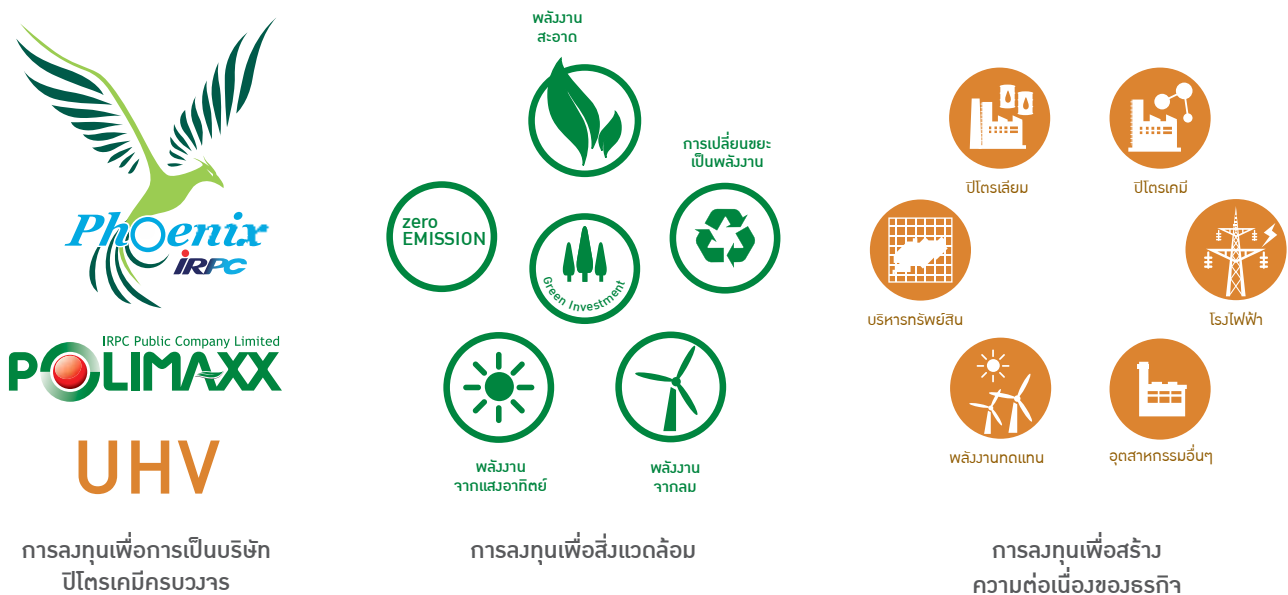 Phoenix
IRPC
IRPC Public Company Limited
POLIMAXX
UHV
การลงทุนเพื่อการเป็นบริษัท
ปิโตรเคมีครบวงจร
พลังงาน
สะอาด
การเปลี่ยนขยะ
เป็นพลังงาน
zero
EMISSION
Green Investment
พลังงาน
จากแสงอาทิตย์
พลังงาน
จากลม
การลงทุนเพื่อสิ่งแวดล้อม
ปิโตรเลียม
ปิโตรเคมี
บริหารทรัพย์สิน
โรงไฟฟ้า
พลังงานทดแทน
อุตสาหกรรมอื่นๆ
การลงทุนเพื่อสร้าง
ความต่อเนื่องของธุรกิจ